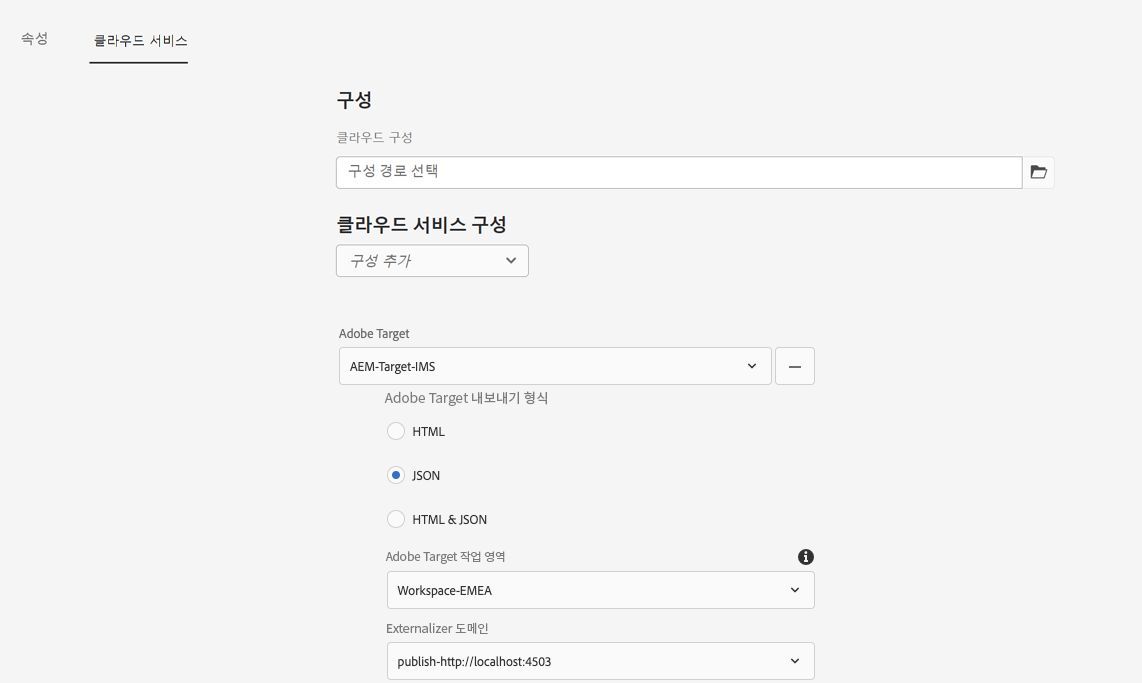 속성
클라우드 서비스
구성
클라우드 구성
구성 경로 선택
클라우드 서비스 구성
구성 추가
Adobe Target
AEM-Target-IMS
Adobe Target 내보내기 형식
HTML
JSON
HTML & JSON
Adobe Target 작업 영역
Workspace-EMEA
Externalizer 도메인
publish-http://localhost:4503